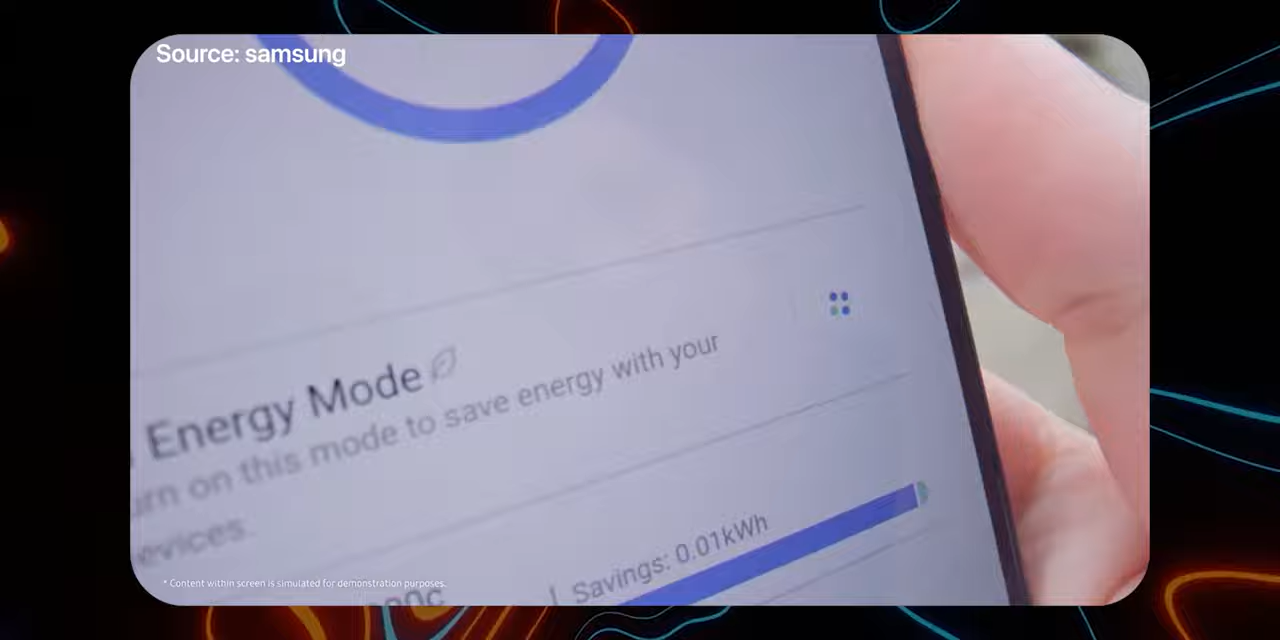 Source: samsung
Energy Mode
urn on this mode to save energy with your
evices.
Savings: 0.01kWh
* Content within screen is simulated for demonstration purposes.